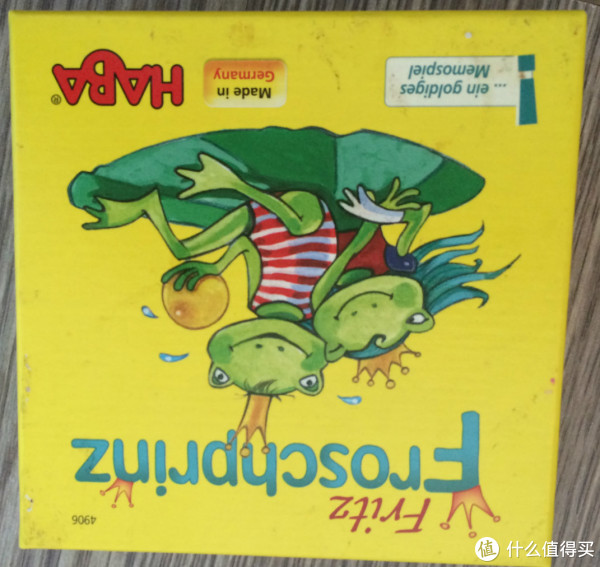 4906
Fritz
Froschprinz
... ein goldiges
Memospiel
Made in
Germany
HABA®
值 什么值得买